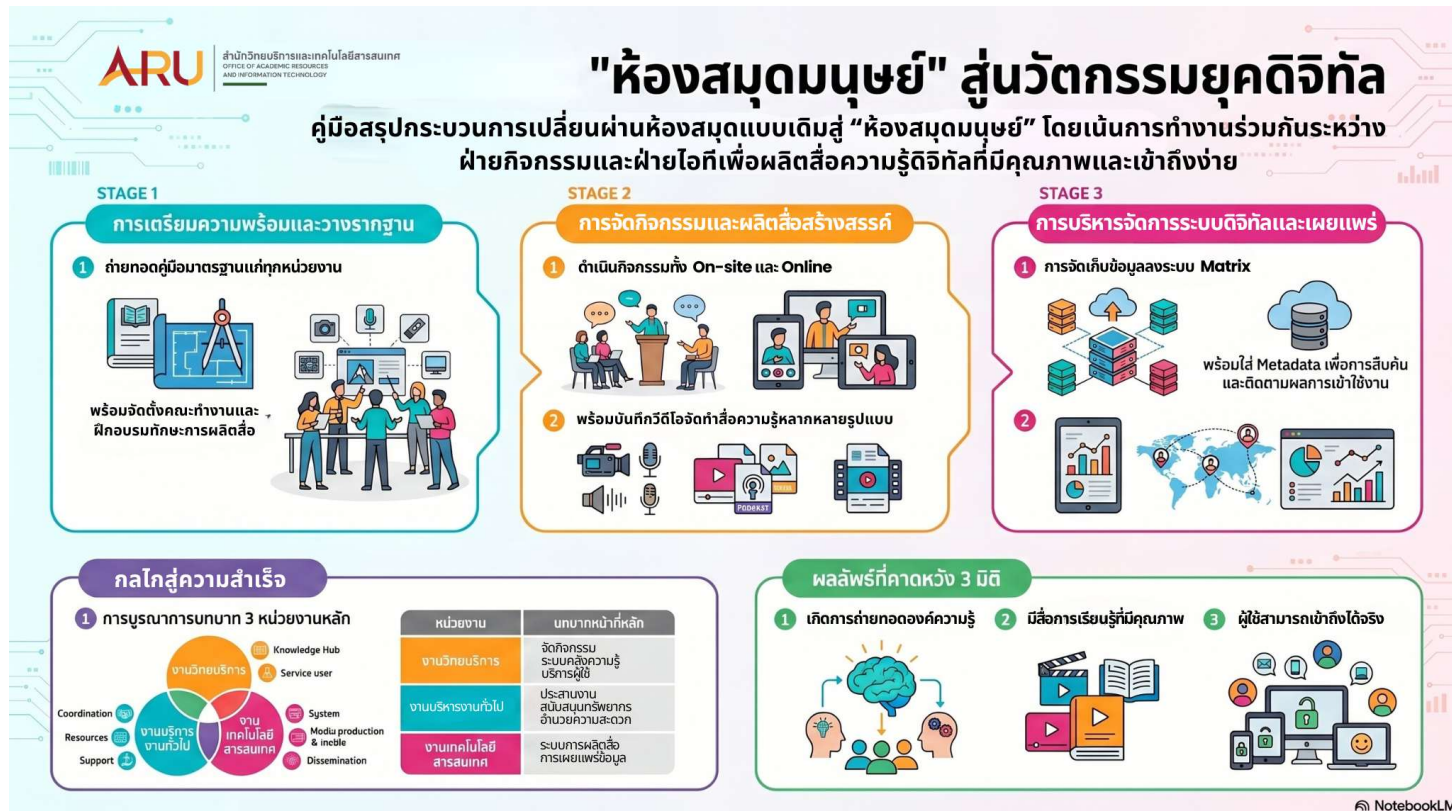 ARU
สำนักวิทยบริการและเทคโนโลยีสารสนเทศ
OFFICE OF ACADEMIC RESOURCES
AND INFORMATION TECHNOLOGY
"ห้องสมุดมนุษย์" สู่นวัตกรรมยุคดิจิทัล
คู่มือสรุปกระบวนการเปลี่ยนผ่านห้องสมุดแบบเดิมสู่ “ห้องสมุดมนุษย์” โดยเน้นการทำงานร่วมกันระหว่าง
ฝ่ายกิจกรรมและฝ่ายไอทีเพื่อผลิตสื่อความรู้ดิจิทัลที่มีคุณภาพและเข้าถึงง่าย
STAGE 1
การเตรียมความพร้อมและวางรากฐาน
1 ถ่ายทอดคู่มือมาตรฐานแก่ทุกหน่วยงาน
พร้อมจัดตั้งคณะทำงานและ
ฝึกอบรมทักษะการผลิตสื่อ
STAGE 2
การจัดกิจกรรมและผลิตสื่อสร้างสรรค์
1 ดำเนินกิจกรรมทั้ง On-site และ Online
2 พร้อมบันทึกวีดีโอจัดทำสื่อความรู้หลากหลายรูปแบบ
PODEKST
STAGE 3
การบริหารจัดการระบบดิจิทัลและเผยแพร่
1 การจัดเก็บข้อมูลลงระบบ Matrix
พร้อมใส่ Metadata เพื่อการสืบค้น
และติดตามผลการเข้าใช้งาน
2
กลไกสู่ความสำเร็จ
1 การบูรณาการบทบาท 3 หน่วยงานหลัก
งานวิทยบริการ
Knowledge Hub
Service user
Coordination
Resources
Support
งานบริการ
งานทั่วไป
งาน
เทคโนโลยี
สารสนเทศ
System
Modiu production
& ineble
Dissemination
หน่วยงาน บทบาทหน้าที่หลัก
งานวิทยบริการ
จัดกิจกรรม
ระบบคลังความรู้
บริการผู้ใช้
งานบริหารงานทั่วไป
ประสานงาน
สนับสนุนทรัพยากร
อำนวยความสะดวก
งานเทคโนโลยี
สารสนเทศ
ระบบการผลิตสื่อ
การเผยแพร่ข้อมูล
ผลลัพธ์ที่คาดหวัง 3 มิติ
1 เกิดการถ่ายทอดองค์ความรู้
2 มีสื่อการเรียนรู้ที่มีคุณภาพ
3 ผู้ใช้สามารถเข้าถึงได้จริง
NotebookLM